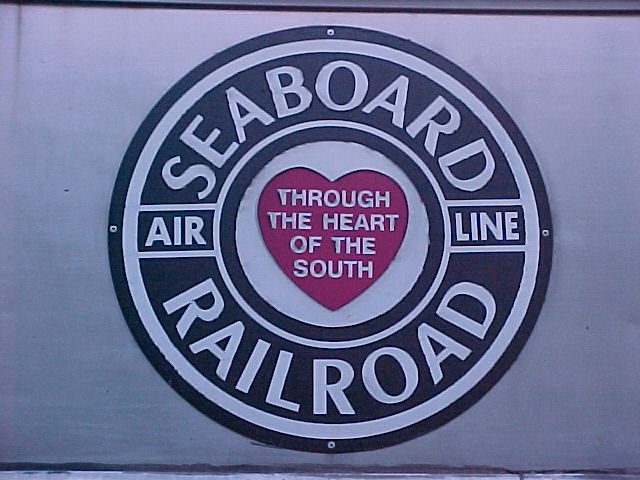 SEABOARD
AIR LINE
RAILROAD
THROUGH
THE HEART
OF THE
SOUTH